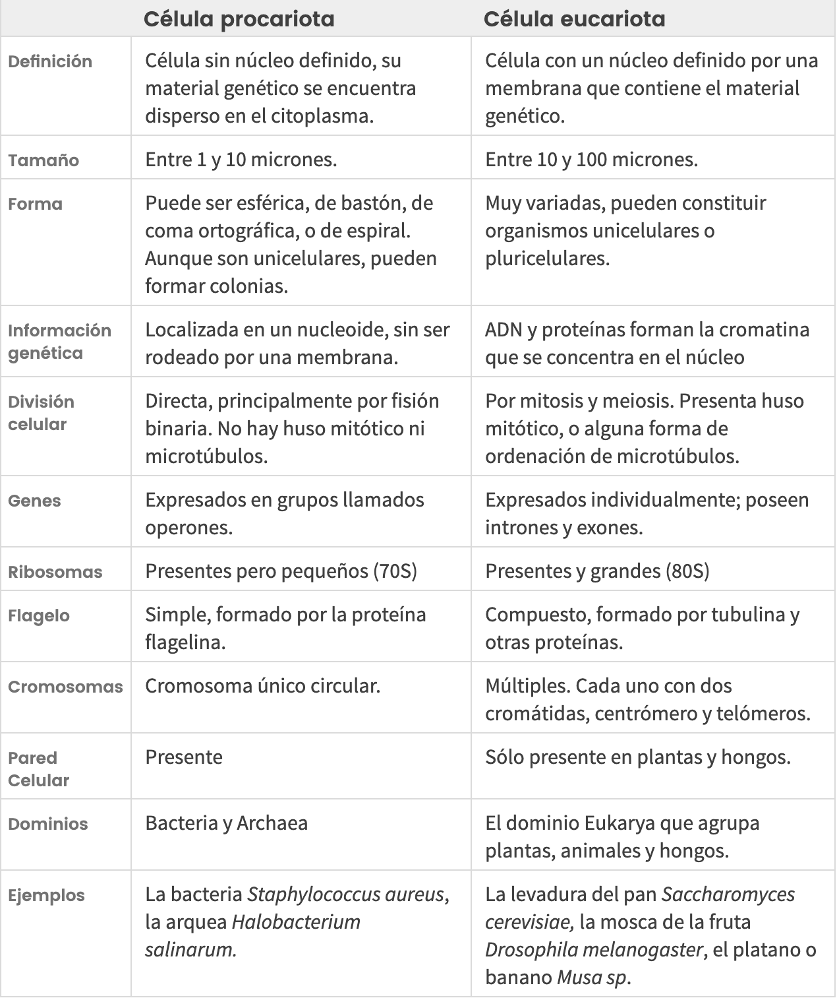 Célula procariota Célula eucariota
Definición
Célula sin núcleo definido, su
material genético se encuentra
disperso en el citoplasma.
Célula con un núcleo definido por una
membrana que contiene el material
genético.
Tamaño
Entre 1 y 10 micrones.
Entre 10 y 100 micrones.
Forma
Puede ser esférica, de bastón, de
coma ortográfica, o de espiral.
Aunque son unicelulares, pueden
formar colonias.
Muy variadas, pueden constituir
organismos unicelulares o
pluricelulares.
Información
genética
Localizada en un nucleoide, sin ser
rodeado por una membrana.
ADN y proteínas forman la cromatina
que se concentra en el núcleo
División
celular
Directa, principalmente por fisión
binaria. No hay huso mitótico ni
microtúbulos.
Por mitosis y meiosis. Presenta huso
mitótico, o alguna forma de
ordenación de microtúbulos.
Genes
Expresados en grupos llamados
operones.
Expresados individualmente; poseen
intrones y exones.
Ribosomas
Presentes pero pequeños (70S)
Presentes y grandes (80S)
Flagelo
Simple, formado por la proteína
flagelina.
Compuesto, formado por tubulina y
otras proteínas.
Cromosomas
Cromosoma único circular.
Múltiples. Cada uno con dos
cromátidas, centrómero y telómeros.
Pared
Celular
Presente
Sólo presente en plantas y hongos.
Dominios
Bacteria y Archaea
El dominio Eukarya que agrupa
plantas, animales y hongos.
Ejemplos
La bacteria Staphylococcus aureus,
la arquea Halobacterium
salinarum.
La levadura del pan Saccharomyces
cerevisiae, la mosca de la fruta
Drosophila melanogaster, el platano o
banano Musa sp.